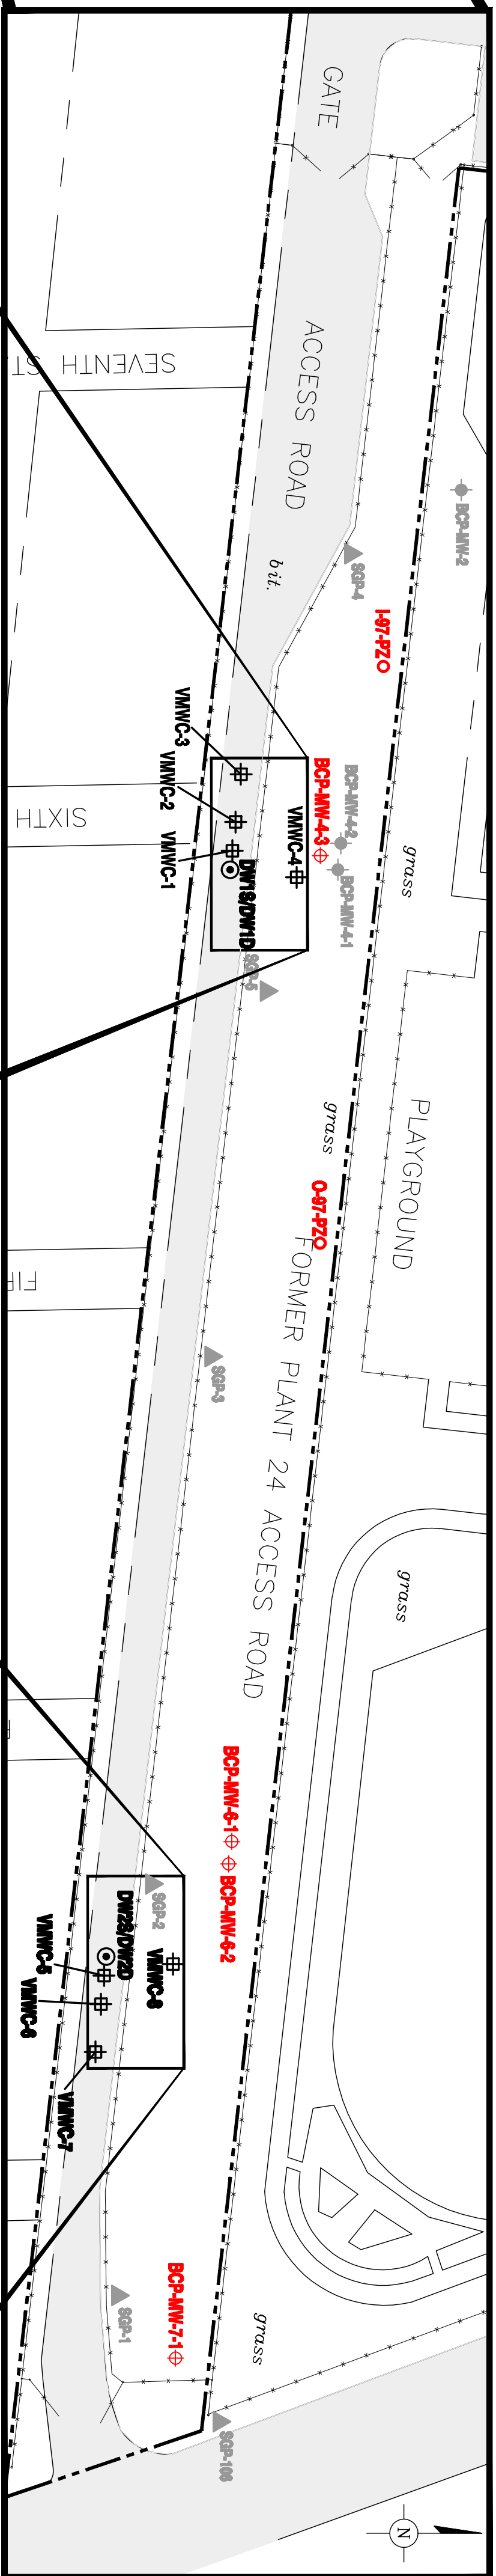 GATE
SEVENTH ST.
ACCESS ROAD
BCP-MW-2
bit.
SGP-4
I-97-PZ
VMWC-3
VMWC-2
VMWC-1
SIXTH
BCP-MW-4-3
VMWC-4
BCP-MW-4-2
BCP-MW-4-1
DW1S/DW1D
SGP-5
grass
PLAYGROUND
grass
O-97-PZ
FORMER PLANT 24 ACCESS ROAD
FIF
SGP-3
grass
BCP-MW-6-1
BCP-MW-6-2
SGP-2
DW2S/DW2D
VMWC-8
VMWC-5
VMWC-6
VMWC-7
BCP-MW-7-1
SGP-1
grass
SGP-106
N